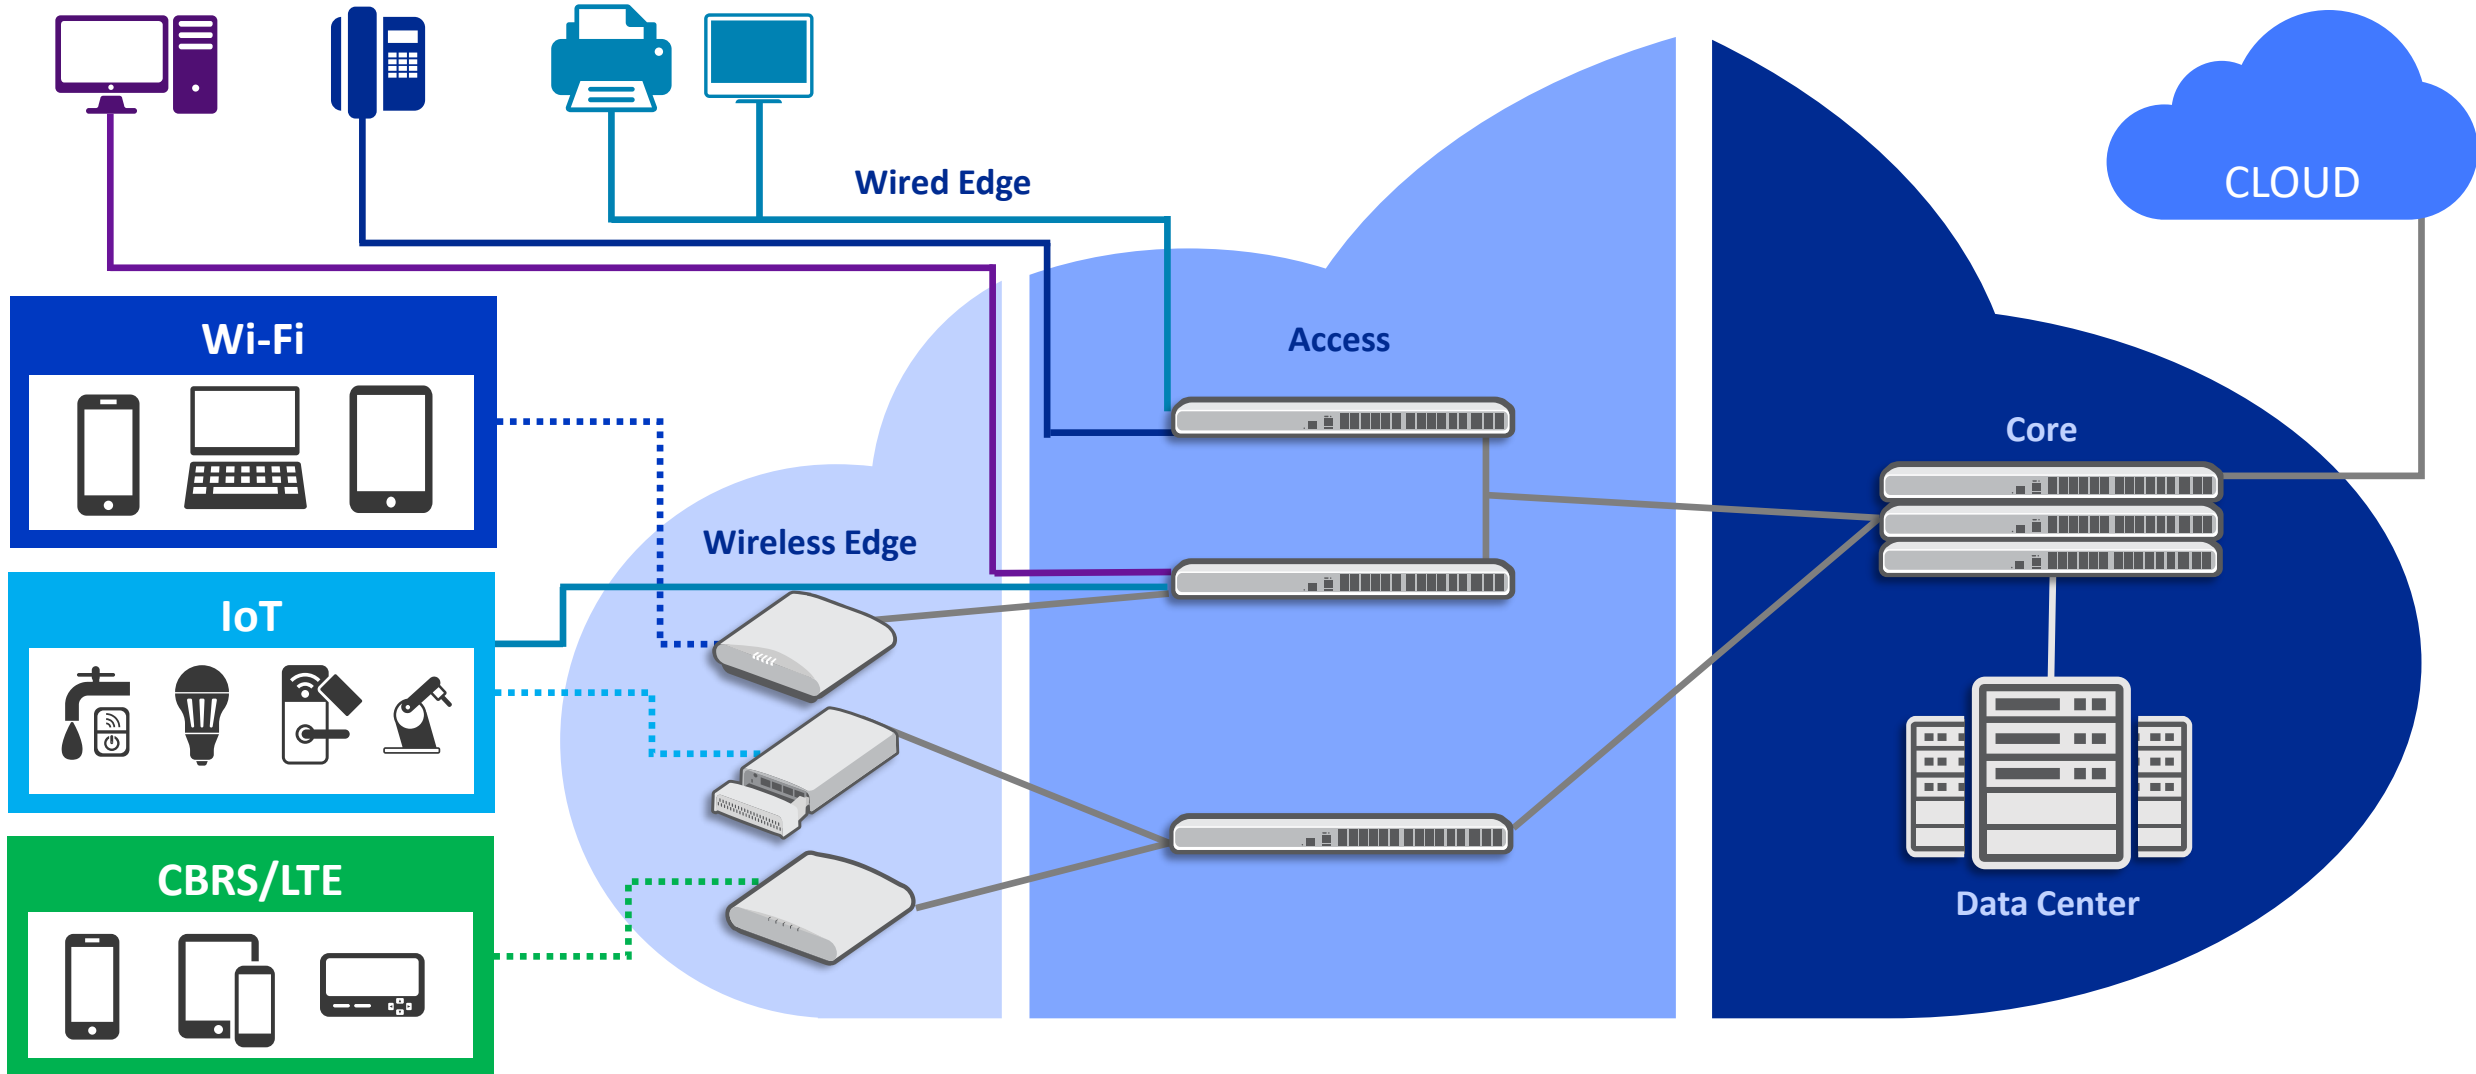 CLOUD
Wired Edge
Wi-Fi
Access
Core
Wireless Edge
IoT
CBRS/LTE
Data Center